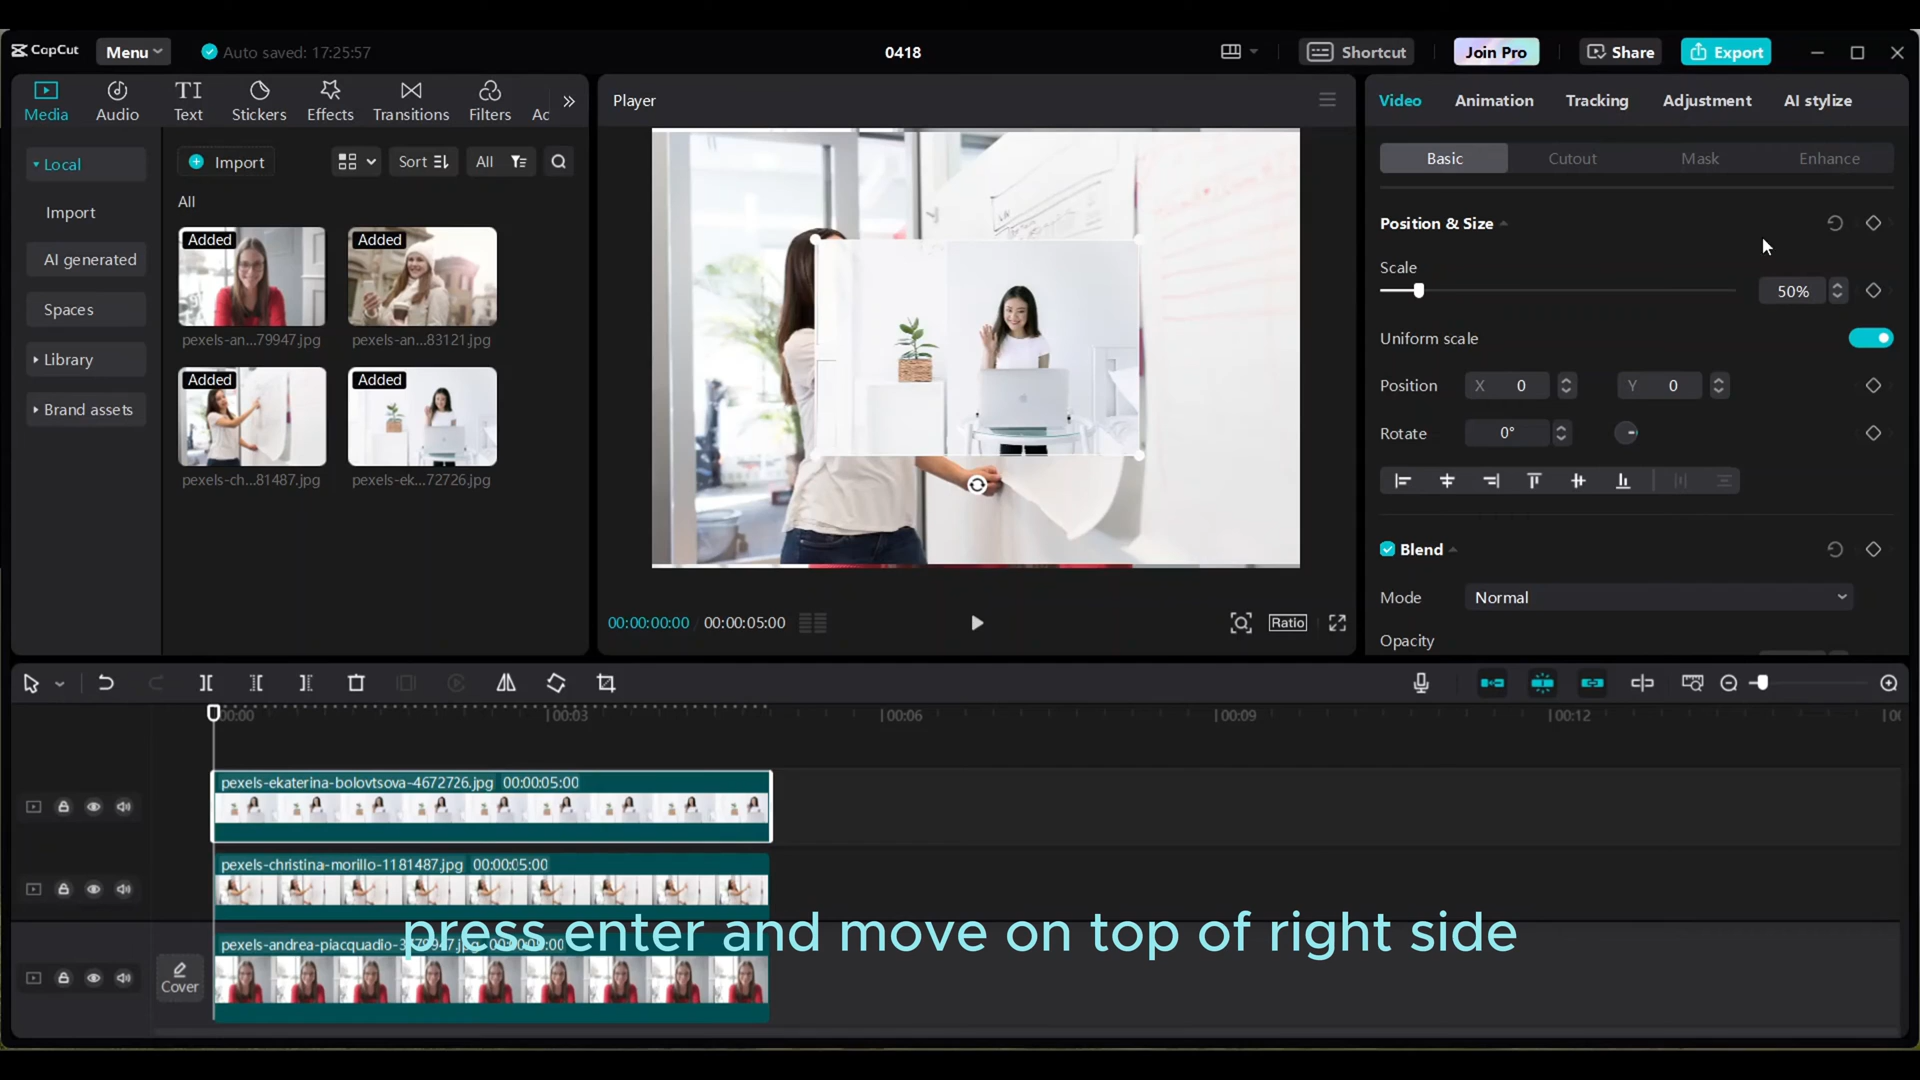 CapCut Menu Auto saved: 17:25:57 0418 Shortcut Join Pro Share Export
Media Audio Text Stickers Effects Transitions Filters Ac
Local
Import
AI generated
Spaces
Library
Brand assets
Import Sort All
All
Added Added
pexels-an...79947.jpg pexels-an...83121.jpg
Added Added
pexels-ch...81487.jpg pexels-ek...72726.jpg
Player
00:00:00:00 00:00:05:00 Ratio
Video Animation Tracking Adjustment AI stylize
Basic Cutout Mask Enhance
Position & Size
Scale
50%
Uniform scale
Position X 0 Y 0
Rotate 0°
Blend
Mode Normal
Opacity
00:00 00:03 00:06 00:09 00:12
pexels-ekaterina-bolovtsova-4672726.jpg 00:00:05:00
pexels-christina-morillo-1181487.jpg 00:00:05:00
press enter and move on top of right side
Cover